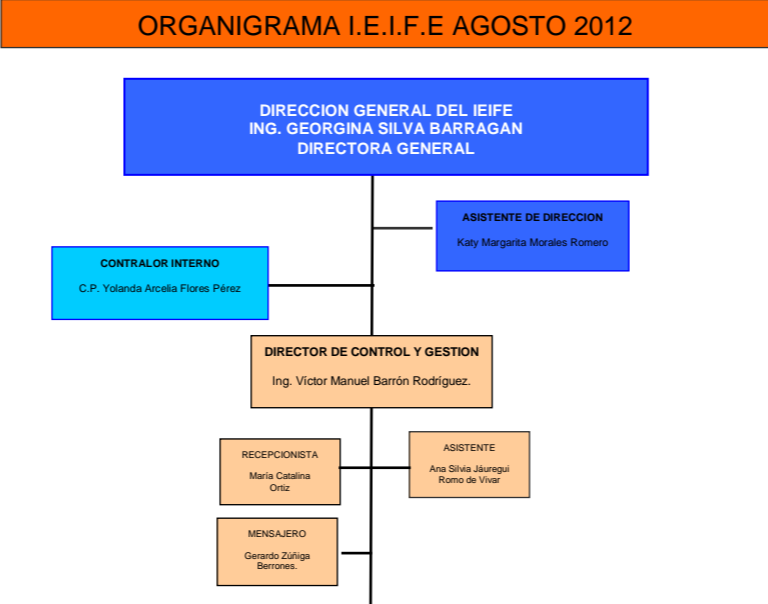 ORGANIGRAMA I.E.I.F.E AGOSTO 2012
DIRECCION GENERAL DEL IEIFE
ING. GEORGINA SILVA BARRAGAN
DIRECTORA GENERAL
ASISTENTE DE DIRECCION
Katy Margarita Morales Romero
CONTRALOR INTERNO
C.P. Yolanda Arcelia Flores Pérez
DIRECTOR DE CONTROL Y GESTION
Ing. Víctor Manuel Barrón Rodríguez.
RECEPCIONISTA
María Catalina
Ortiz
ASISTENTE
Ana Silvia Jáuregui
Romo de Vivar
MENSAJERO
Gerardo Zúñiga
Berrones.